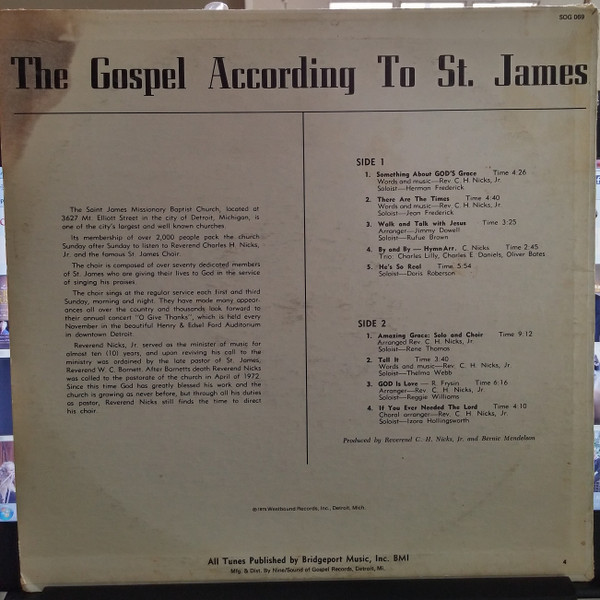 SOG 069
The Gospel According To St. James
The Saint James Missionary Baptist Church, located at
3627 Mt. Elliott Street in the city of Detroit, Michigan, is
one of the city's largest and well known churches.
Its membership of over 2,000 people pack the church
Sunday after Sunday to listen to Reverend Charles H. Nicks,
Jr. and the famous St. James Choir.
The choir is composed of over seventy dedicated members
of St. James who are giving their lives to God in the service
of singing his praises.
The choir sings at the regular service each first and third
Sunday, morning and night. They have made many appear-
ances all over the country and thousands look forward to
their annual concert "O Give Thanks", which is held every
November in the beautiful Henry & Edsel Ford Auditorium
in downtown Detroit.
Reverend Nicks, Jr. served as the minister of music for
almost ten (10) years, and upon reviving his call to the
ministry was ordained by the late pastor of St. James,
Reverend W. C. Barnett. After Barnetts death Reverend Nicks
was called to the pastorate of the church in April of 1972.
Since this time God has greatly blessed his work and the
church is growing as never before, but through all his duties
as pastor, Reverend Nicks still finds the time to direct
his choir.
SIDE 1
1. Something About GOD'S Grace Time 4:26
Words and music—Rev. C. H. Nicks, Jr.
Soloist—Herman Frederick
2. There Are The Times Time 4:40
Words and music—Rev. C. H. Nicks, Jr.
Soloist—Jean Frederick
3. Walk and Talk with Jesus Time 3:25
Arranger—Jimmy Dowell
Soloist—Rufue Brown
4. By and By — Hymn Arr. C. Nicks Time 2:45
Trio: Charles Lilly, Charles E. Daniels, Oliver Bates
5. He's So Real Time 5:54
Soloist—Doris Roberson
SIDE 2
1. Amazing Grace: Solo and Choir Time 9:12
Arranged Rev. C. H. Nicks, Jr.
Soloist—Rene Thomas
2. Tell It Time 3:40
Words and music—Rev. C. H. Nicks, Jr.
Soloist—Thelma Webb
3. GOD Is Love — R. Frysin Time 6:16
Arranger—Rev. C. H. Nicks, Jr.
Soloist—Reggie Williams
4. If You Ever Needed The Lord Time 4:10
Choral arranger—Rev. C. H. Nicks, Jr.
Soloist—Izora Hollingsworth
Produced by Reverend C. H. Nicks, Jr. and Bernie Mendelson
Westbound Records, Inc., Detroit, Mich.
All Tunes Published by Bridgeport Music, Inc. BMI
Mfg. & Dist. By Hine/Sound of Gospel Records, Detroit, Mi.
4